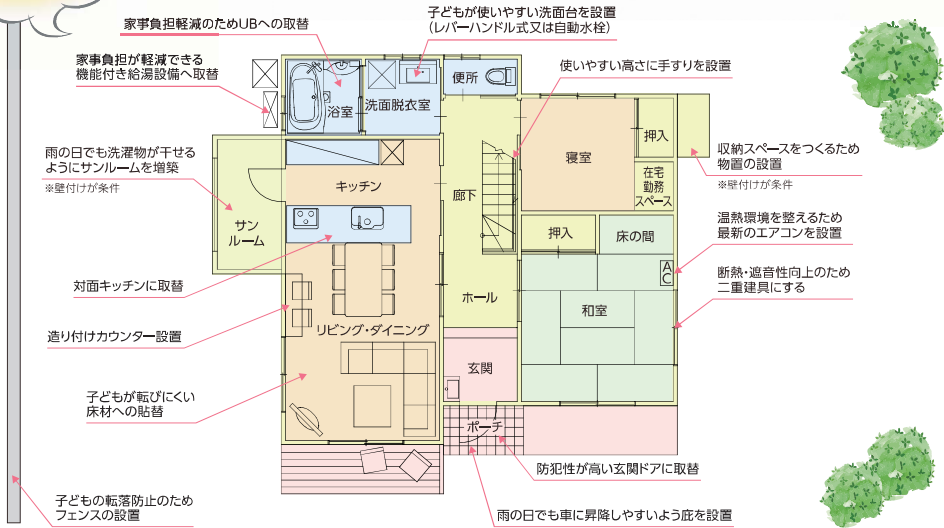 家事負担軽減のためUBへの取替
子どもが使いやすい洗面台を設置
（レバーハンドル式又は自動水栓）
家事負担が軽減できる
機能付き給湯設備へ取替
使いやすい高さに手すりを設置
便所
浴室
洗面脱衣室
押入
寝室
在宅
勤務
スペース
収納スペースをつくるため
物置の設置
※壁付けが条件
雨の日でも洗濯物が干せる
ようにサンルームを増築
※壁付けが条件
キッチン
廊下
サン
ルーム
押入
床の間
温熱環境を整えるため
最新のエアコンを設置
AC
断熱・遮音性向上のため
二重建具にする
対面キッチンに取替
ホール
和室
造り付けカウンター設置
リビング・ダイニング
玄関
子どもが転びにくい
床材への貼替
ポーチ
防犯性が高い玄関ドアに取替
子どもの転落防止のため
フェンスの設置
雨の日でも車に昇降しやすいよう庇を設置